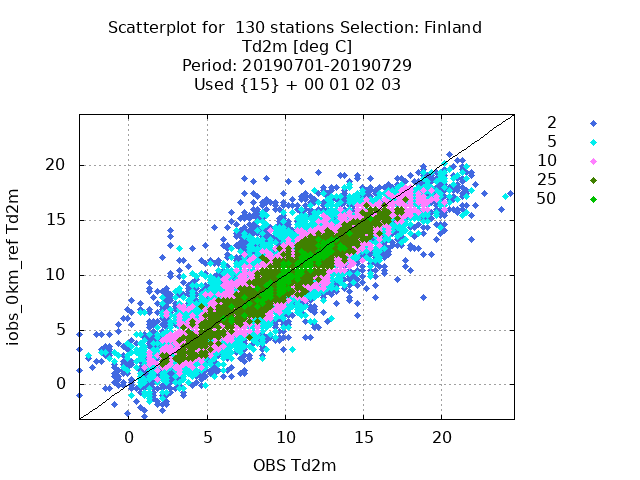 Scatterplot for  130 stations Selection: Finland
Td2m [deg C]
Period: 20190701-20190729
Used {15} + 00 01 02 03
2
5
10
25
50
iobs_0km_ref Td2m
20
15
10
5
0
0 5 10 15 20
OBS Td2m